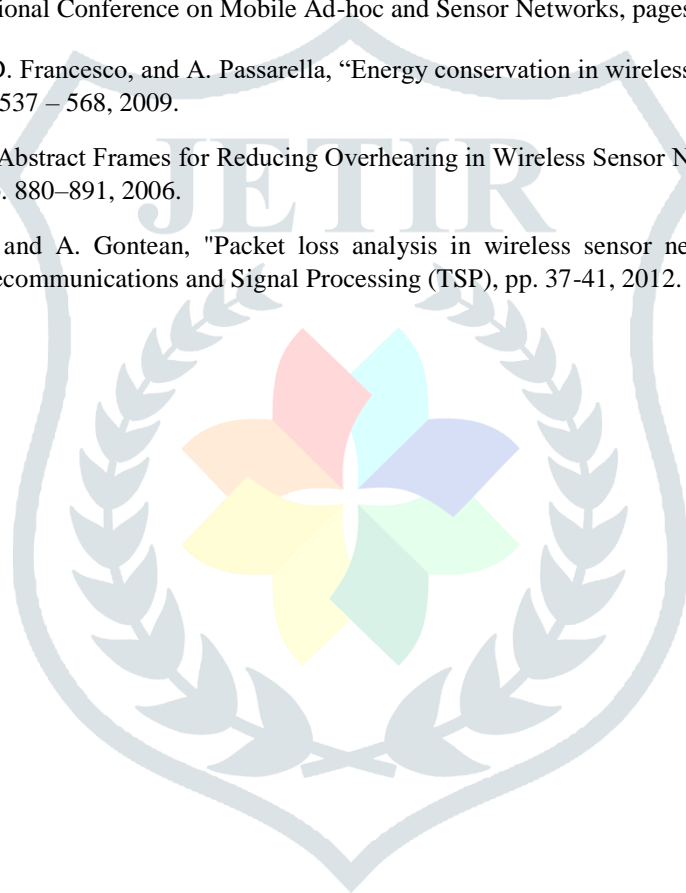 ional Conference on Mobile Ad-hoc and Sensor Networks, pages
D. Francesco, and A. Passarella, “Energy conservation in wireless
537 – 568, 2009.
Abstract Frames for Reducing Overhearing in Wireless Sensor N
. 880–891, 2006.
JETIR
and A. Gontean, "Packet loss analysis in wireless sensor ne
ecommunications and Signal Processing (TSP), pp. 37-41, 2012.